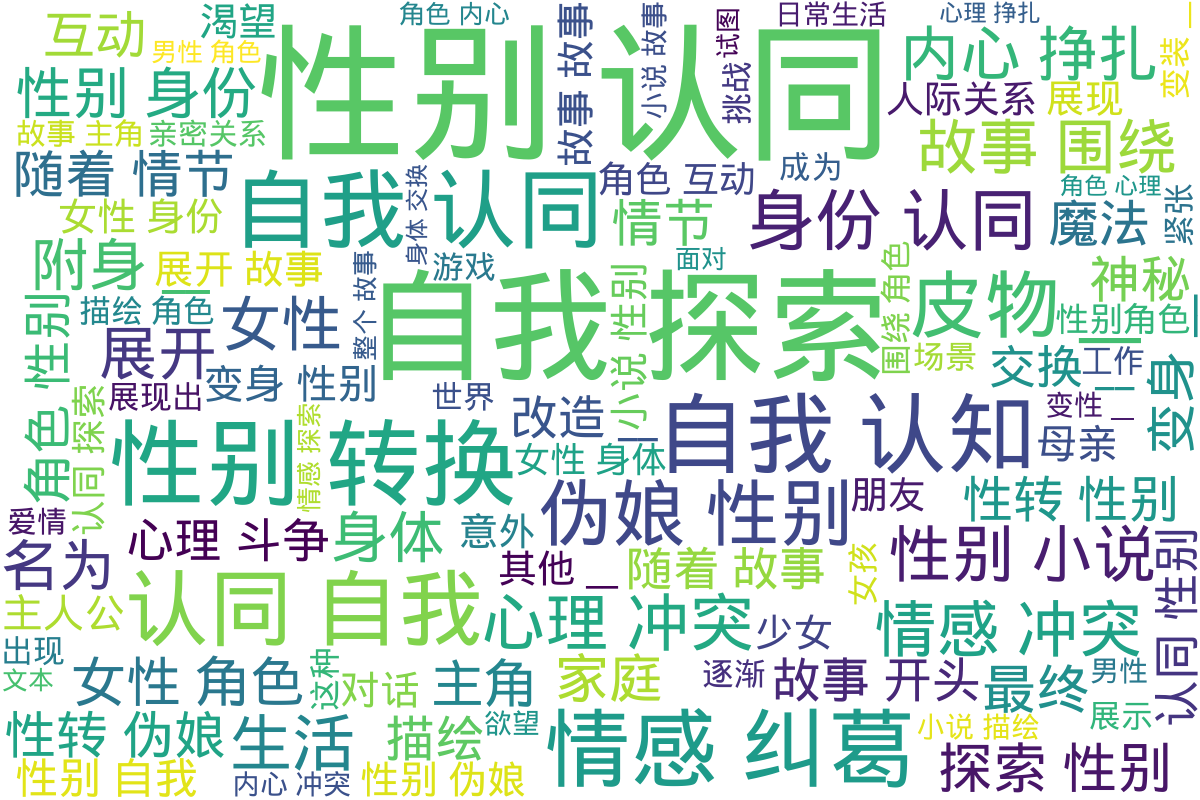 互动
渴望
角色 内心
故事 故事
小说 故事
试图
日常生活
心理 挣扎
男性 角色
性别 认同
内心 挣扎
变装 _
性别 身份
挑战
人际关系
展现
故事 主角
亲密关系
故事 围绕
随着 情节
自我 认同
身体 交换
角色 互动
成为
角色 心理
女性 身份
情节
身份 认同
魔法
紧张
附身
展开 故事
整个 故事
游戏
面对
围绕 角色
神秘
描绘 角色
女性
自我 探索
小说 性别
皮物
性别角色
角色 性别
展开
场景
交换 __
工作
变身 _
展现出
变身 性别
世界
改造 __
自我 认知
变性 _
母亲
认同 探索
性别 转换
情感 探索
女性 身体
伪娘 性别
朋友
性转 性别
爱情
名为
心理 斗争
身体
意外
其他 _
随着 故事
女孩
性别 小说
认同 性别
主人公
认同 自我
心理 冲突
少女
情感 冲突
出现
文本
女性 角色
这种
对话
主角
家庭
逐渐
故事 开头
最终
男性
性转 伪娘
生活
描绘
欲望
情感 纠葛
小说 描绘
展示
性别 自我
内心 冲突
性别 伪娘
探索 性别